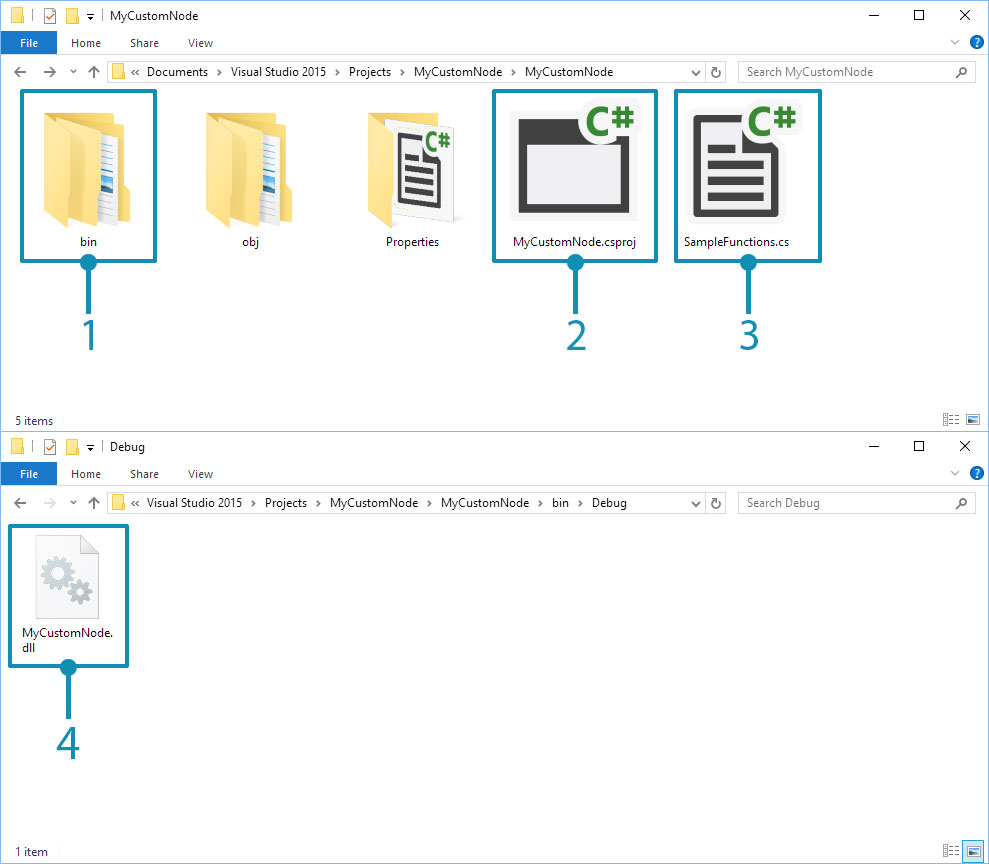 MyCustomNode
File Home Share View
« Documents › Visual Studio 2015 › Projects › MyCustomNode › MyCustomNode
Search MyCustomNode
C# C# C#
bin obj Properties MyCustomNode.csproj SampleFunctions.cs
1 2 3
5 items
Debug
File Home Share View
« Visual Studio 2015 › Projects › MyCustomNode › MyCustomNode › bin › Debug
Search Debug
MyCustomNode.
dll
4
1 item